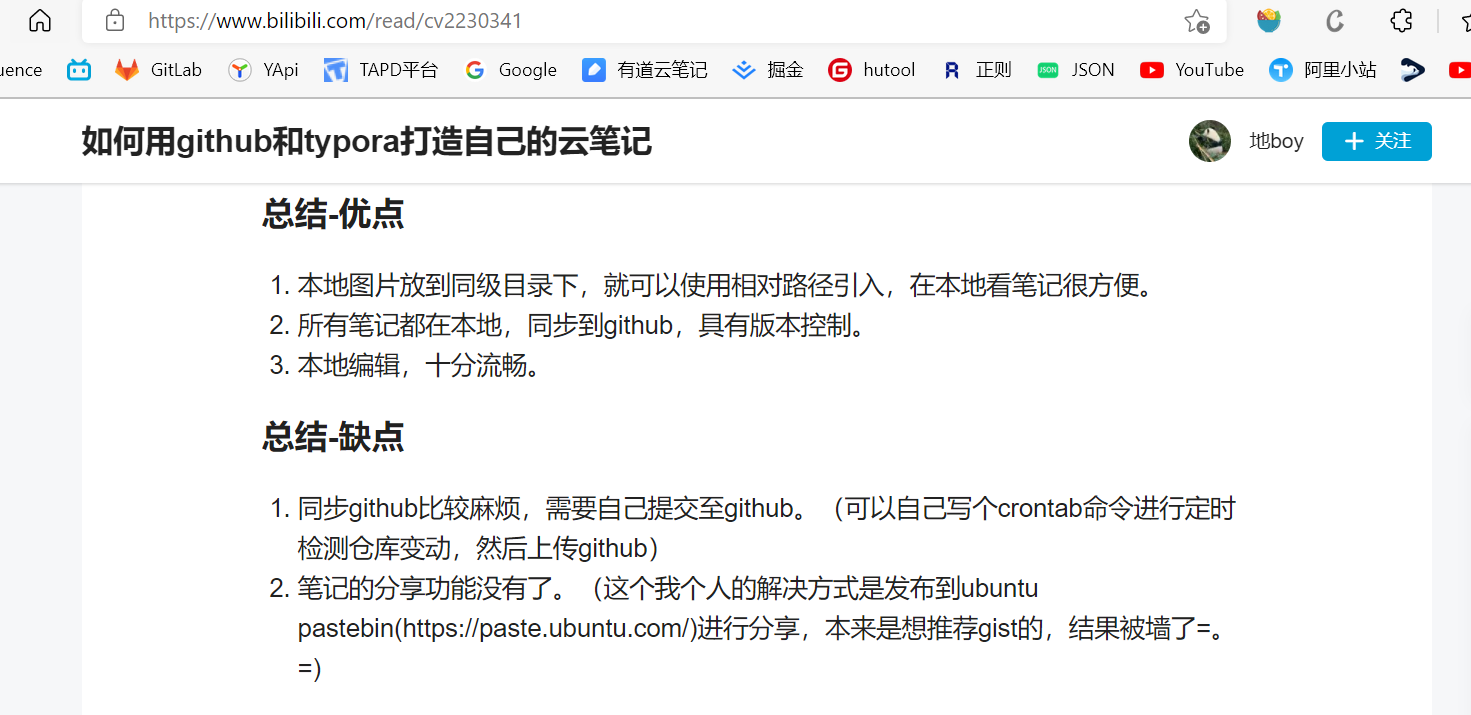 https://www.bilibili.com/read/cv2230341
uence GitLab YApi TAPD平台 Google 有道云笔记 掘金 hutool 正则 JSON JSON YouTube 阿里小站
如何用github和typora打造自己的云笔记 地boy + 关注
总结-优点
1. 本地图片放到同级目录下，就可以使用相对路径引入，在本地看笔记很方便。
2. 所有笔记都在本地，同步到github，具有版本控制。
3. 本地编辑，十分流畅。
总结-缺点
1. 同步github比较麻烦，需要自己提交至github。（可以自己写个crontab命令进行定时
检测仓库变动，然后上传github）
2. 笔记的分享功能没有了。（这个我个人的解决方式是发布到ubuntu
pastebin(https://paste.ubuntu.com/)进行分享，本来是想推荐gist的，结果被墙了=。
=)